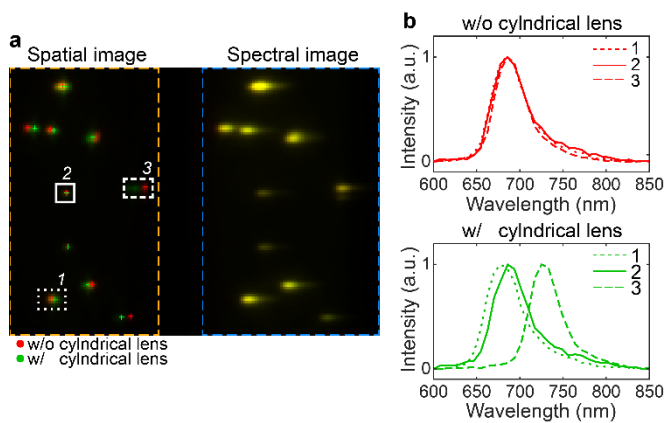 a
Spatial image
Spectral image
2
3
1
w/o cylndrical lens
w/ cylndrical lens
b
w/o cylndrical lens
Intensity (a.u.)
1
0
1
2
3
600 650 700 750 800 850
Wavelength (nm)
w/ cylndrical lens
Intensity (a.u.)
1
0
1
2
3
600 650 700 750 800 850
Wavelength (nm)